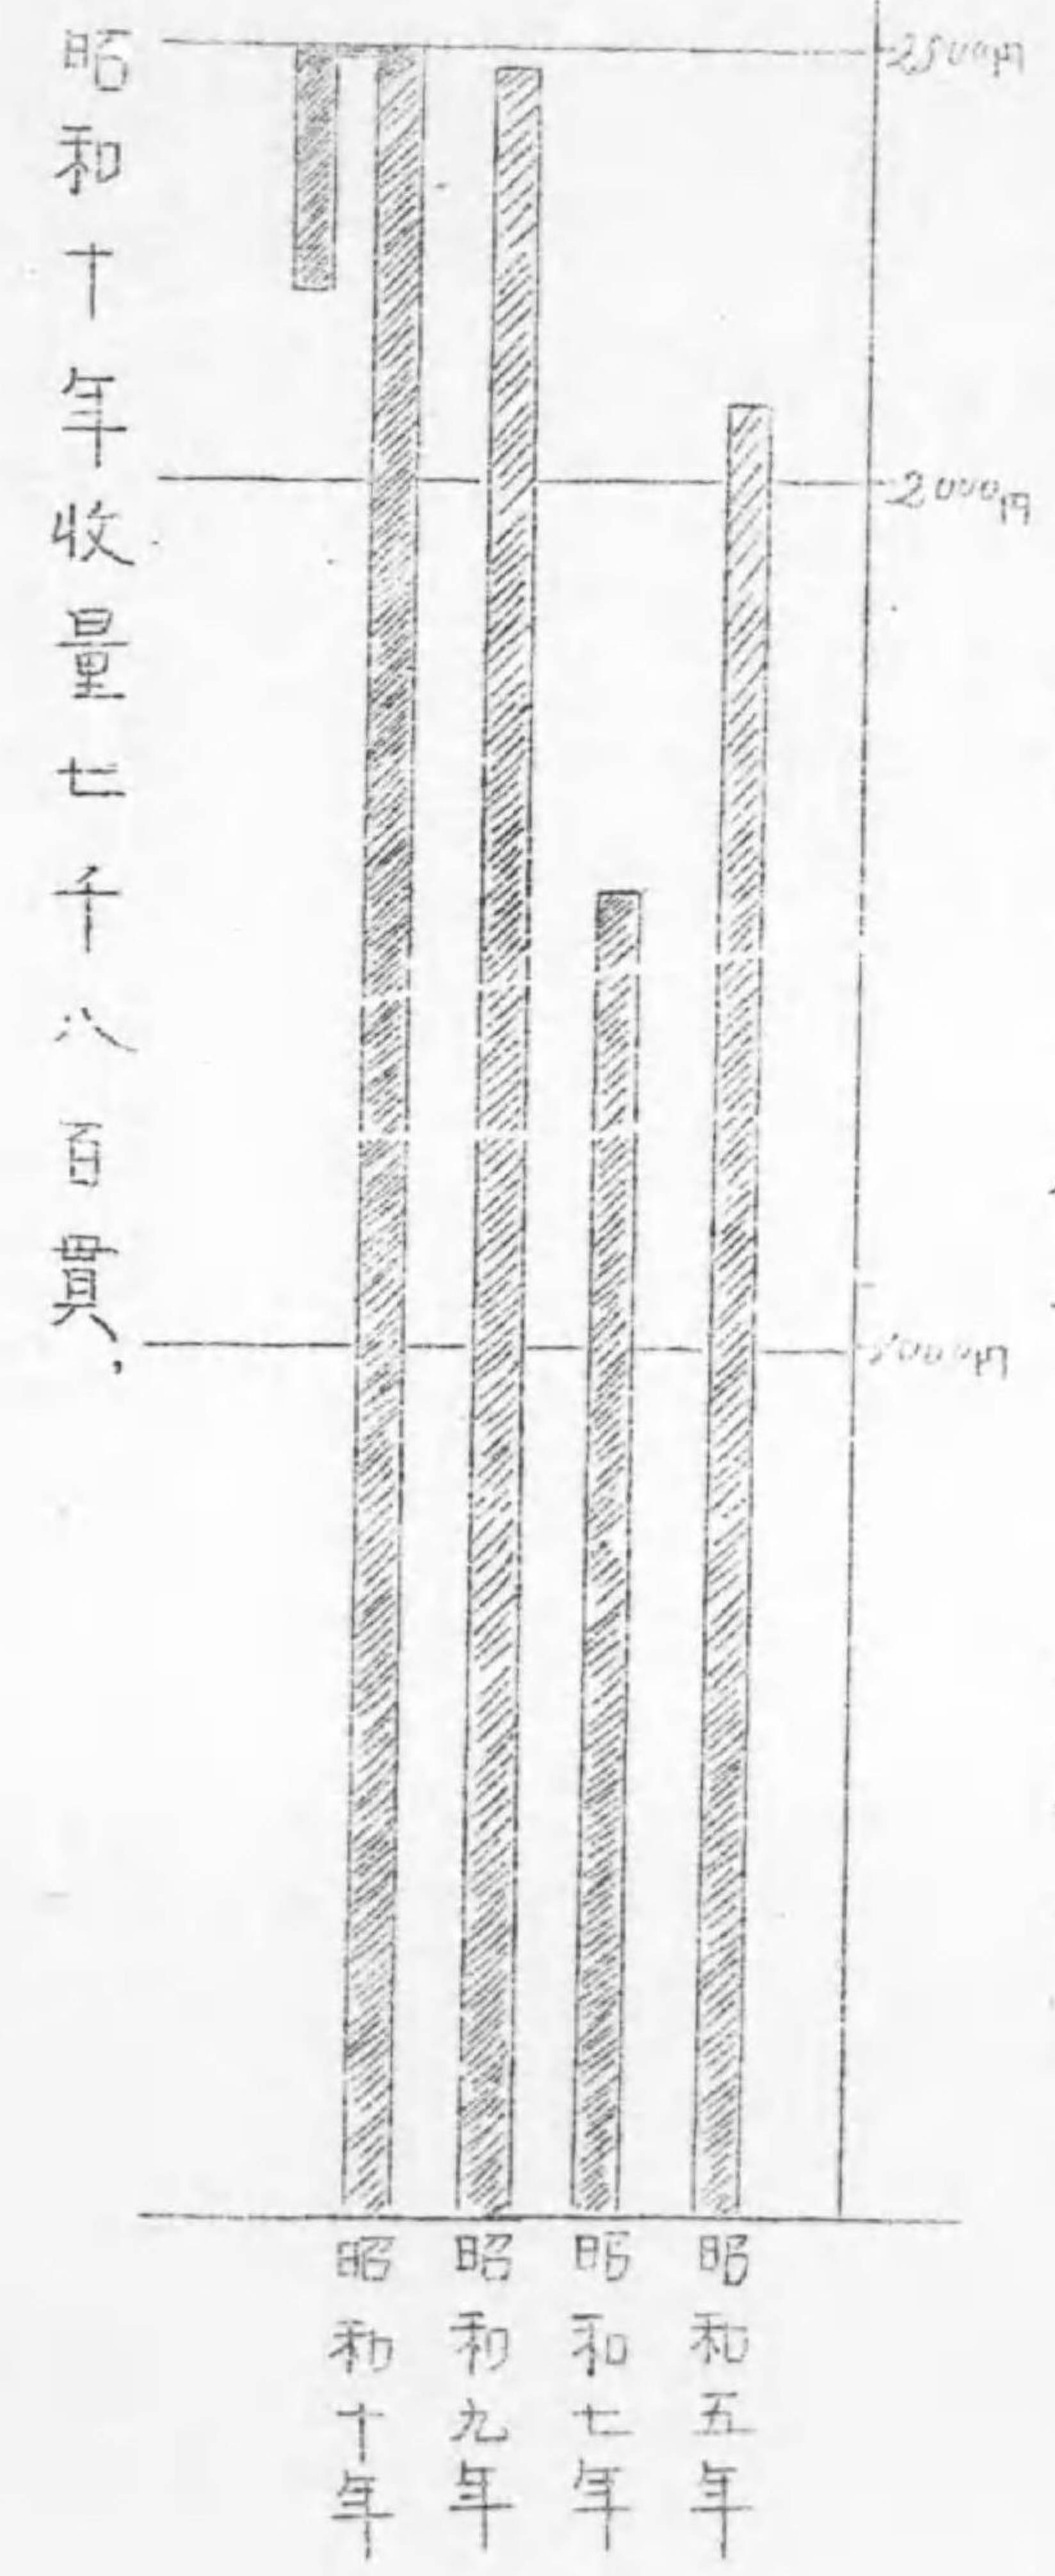 2500円
2000円
1000円
昭和五年
昭和七年
昭和九年
昭和十年
昭和十年收量七千八百貫、